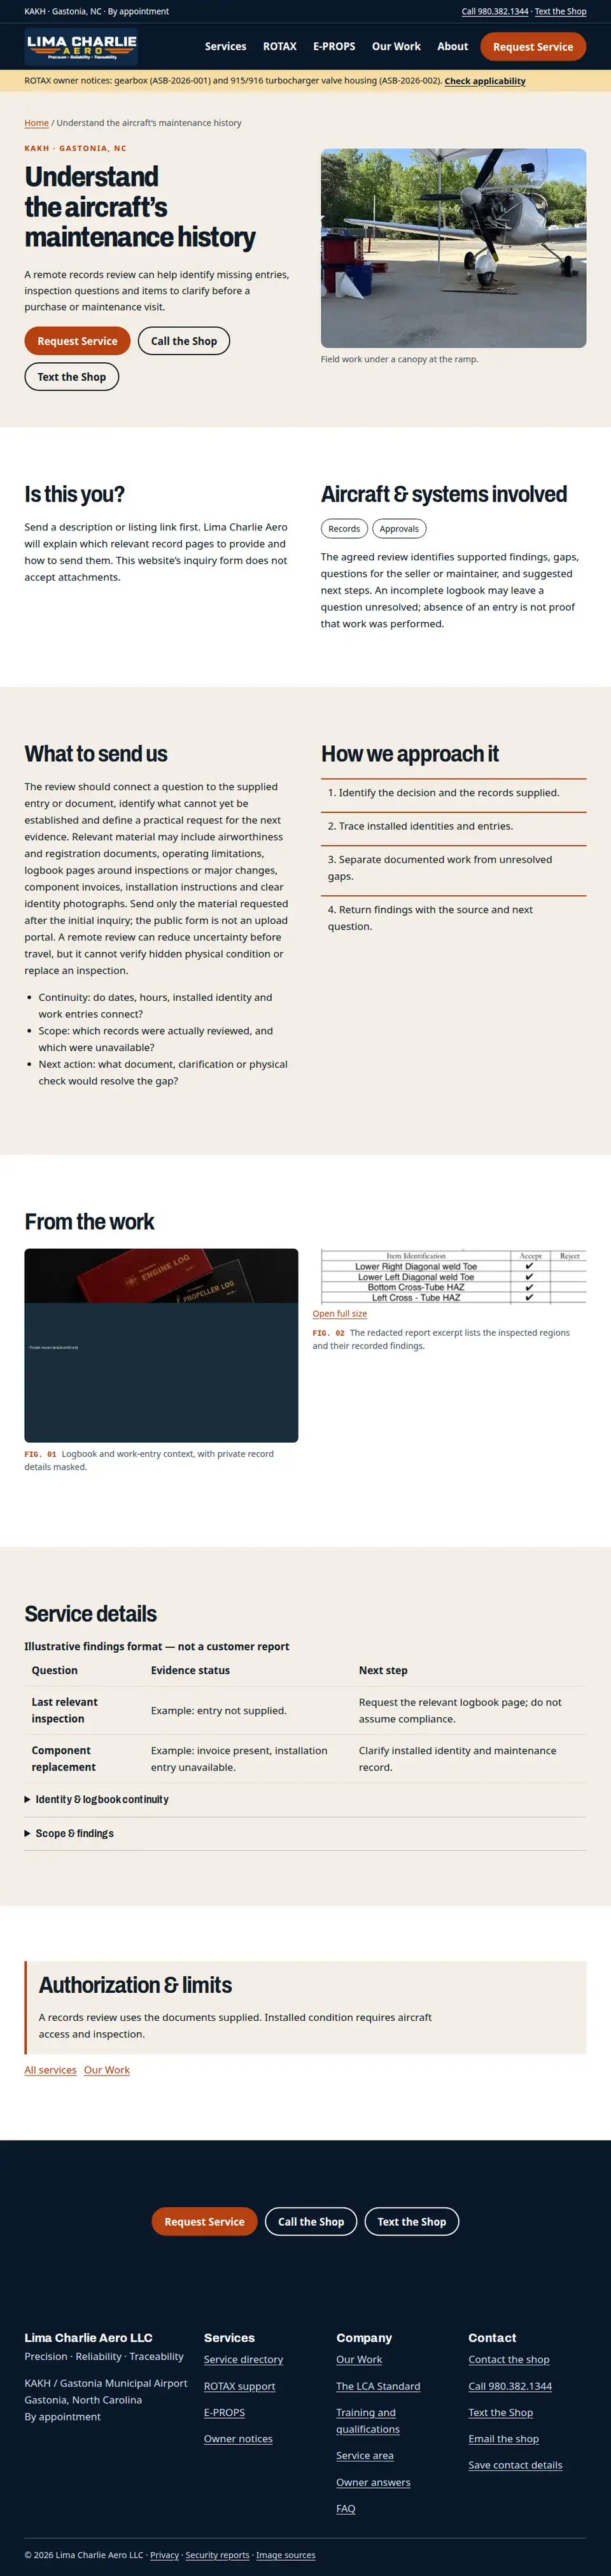 KAKH · Gastonia, NC · By appointment
Call 980.382.1344 · Text the Shop
LIMA CHARLIE
AERO
Precision · Reliability · Traceability
Services
ROTAX
E-PROPS
Our Work
About
Request Service
ROTAX owner notices: gearbox (ASB-2026-001) and 915/916 turbocharger valve housing (ASB-2026-002). Check applicability
Home / Understand the aircraft’s maintenance history
KAKH · GASTONIA, NC
Understand
the aircraft’s
maintenance history
A remote records review can help identify missing entries,
inspection questions and items to clarify before a
purchase or maintenance visit.
Request Service
Call the Shop
Text the Shop
Field work under a canopy at the ramp.
Is this you?
Send a description or listing link first. Lima Charlie Aero
will explain which relevant record pages to provide and
how to send them. This website’s inquiry form does not
accept attachments.
Aircraft & systems involved
Records
Approvals
The agreed review identifies supported findings, gaps,
questions for the seller or maintainer, and suggested
next steps. An incomplete logbook may leave a
question unresolved; absence of an entry is not proof
that work was performed.
What to send us
The review should connect a question to the supplied
entry or document, identify what cannot yet be
established and define a practical request for the next
evidence. Relevant material may include airworthiness
and registration documents, operating limitations,
logbook pages around inspections or major changes,
component invoices, installation instructions and clear
identity photographs. Send only the material requested
after the initial inquiry; the public form is not an upload
portal. A remote review can reduce uncertainty before
travel, but it cannot verify hidden physical condition or
replace an inspection.
• Continuity: do dates, hours, installed identity and
work entries connect?
• Scope: which records were actually reviewed, and
which were unavailable?
• Next action: what document, clarification or physical
check would resolve the gap?
How we approach it
1. Identify the decision and the records supplied.
2. Trace installed identities and entries.
3. Separate documented work from unresolved
gaps.
4. Return findings with the source and next
question.
From the work
ENGINE LOG
PROPELLER LOG
FIG. 01 Logbook and work-entry context, with private record
details masked.
Item Identification Accept Reject
Lower Right Diagonal weld Toe ✔
Lower Left Diagonal weld Toe ✔
Bottom Cross-Tube HAZ ✔
Left Cross - Tube HAZ ✔
Open full size
FIG. 02 The redacted report excerpt lists the inspected regions
and their recorded findings.
Service details
Illustrative findings format — not a customer report
Question Evidence status Next step
Last relevant
inspection
Example: entry not supplied.
Request the relevant logbook page; do not
assume compliance.
Component
replacement
Example: invoice present, installation
entry unavailable.
Clarify installed identity and maintenance
record.
Identity & logbook continuity
Scope & findings
Authorization & limits
A records review uses the documents supplied. Installed condition requires aircraft
access and inspection.
All services Our Work
Request Service
Call the Shop
Text the Shop
Lima Charlie Aero LLC
Precision · Reliability · Traceability
KAKH / Gastonia Municipal Airport
Gastonia, North Carolina
By appointment
Services
Service directory
ROTAX support
E-PROPS
Owner notices
Company
Our Work
The LCA Standard
Training and
qualifications
Service area
Owner answers
FAQ
Contact
Contact the shop
Call 980.382.1344
Text the Shop
Email the shop
Save contact details
© 2026 Lima Charlie Aero LLC · Privacy · Security reports · Image sources